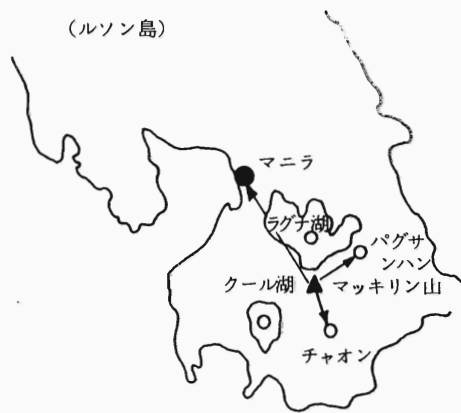 （ルソン島）
マニラ
ラグナ湖
パグサ
ンハン
クール湖
マッキリン山
チャオン